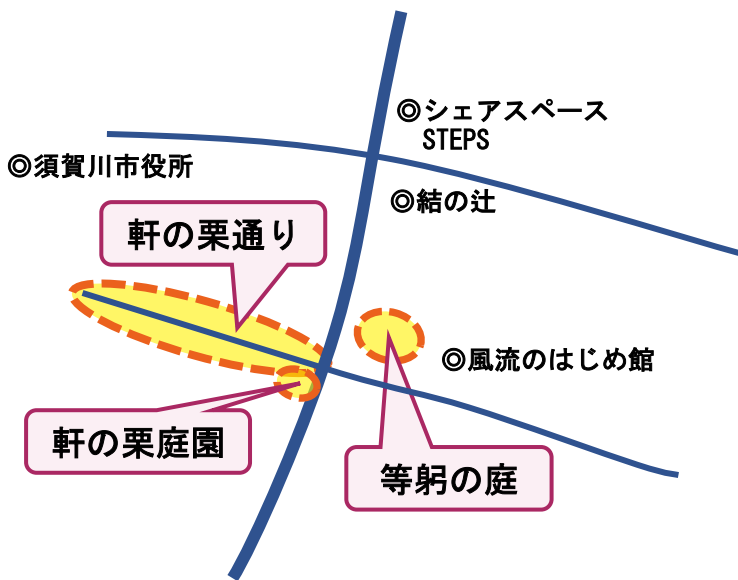 ◎シェアスペース
STEPS
◎須賀川市役所
◎結の辻
軒の栗通り
◎風流のはじめ館
軒の栗庭園
等躬の庭